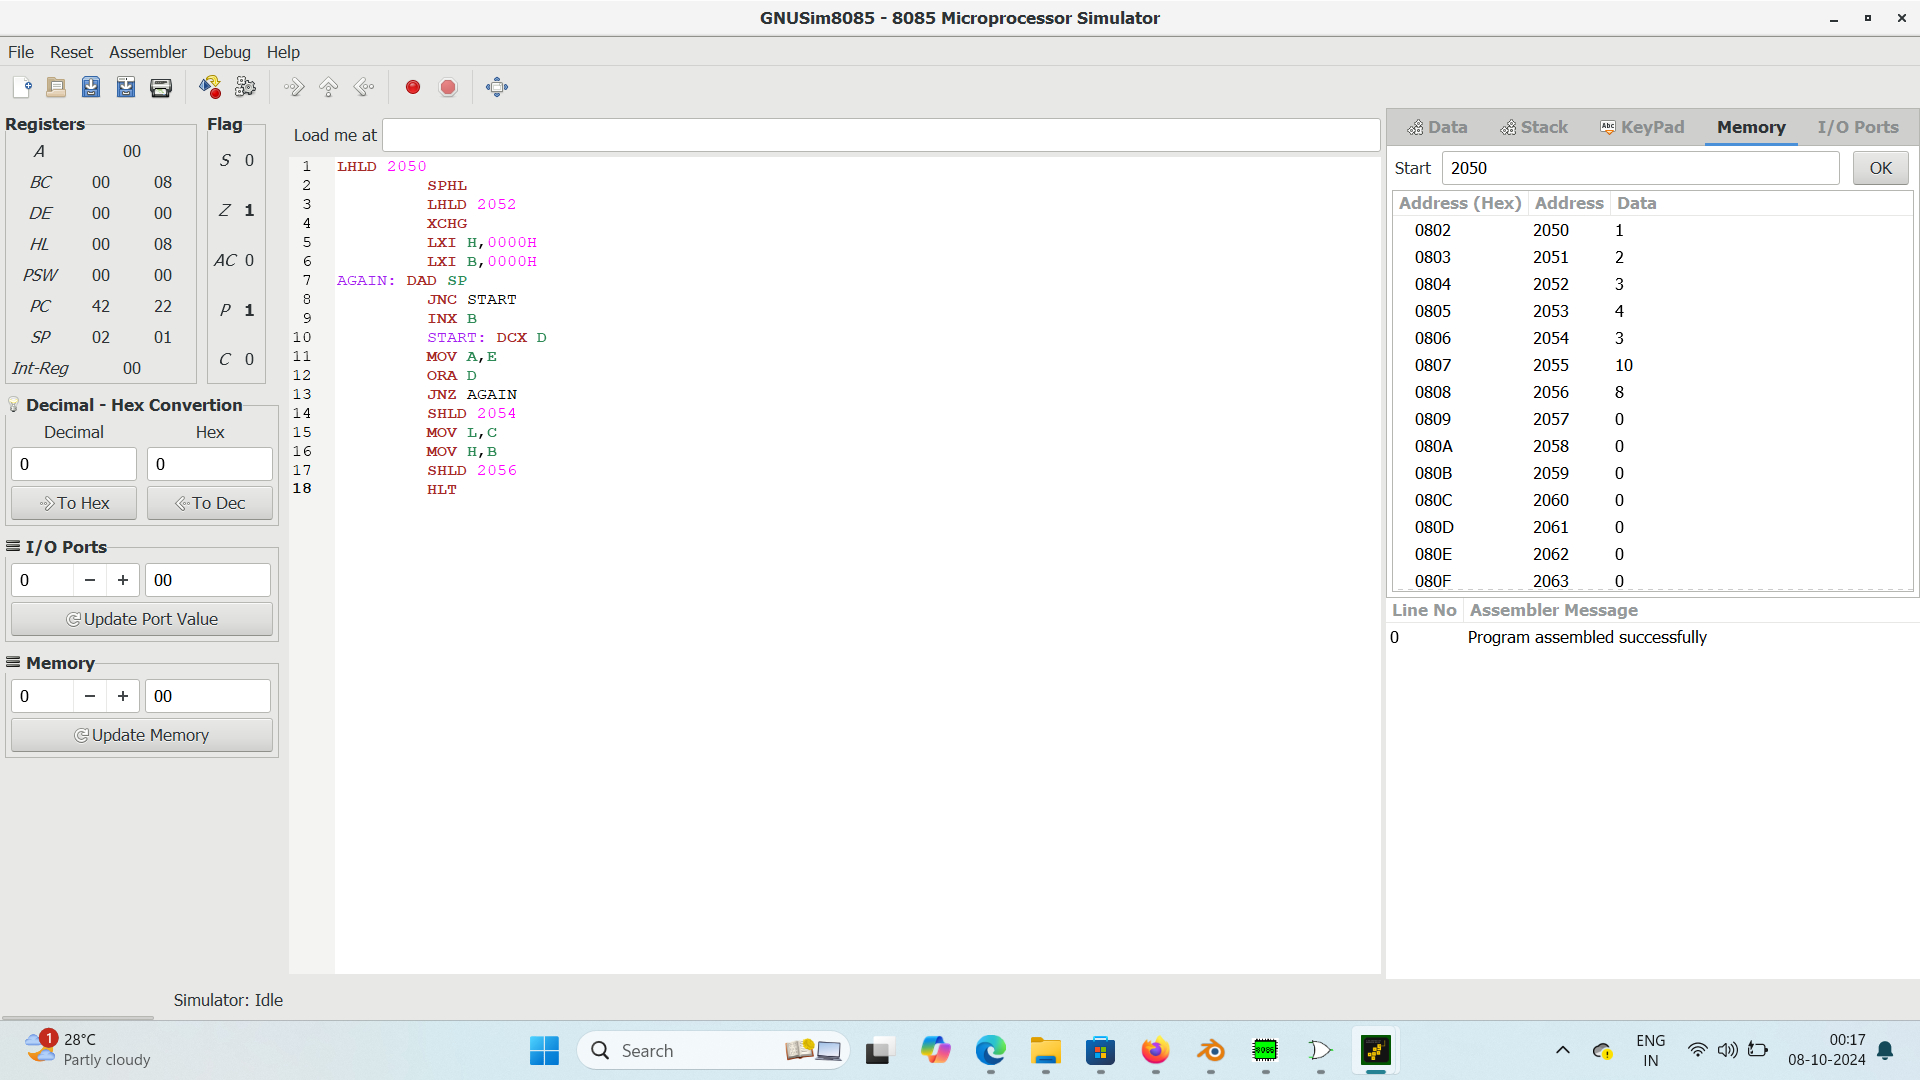 GNUSim8085 - 8085 Microprocessor Simulator
File Reset Assembler Debug Help
Registers
A 00
BC 00 08
DE 00 00
HL 00 08
PSW 00 00
PC 42 22
SP 02 01
Int-Reg 00
Flag
S 0
Z 1
AC 0
P 1
C 0
Decimal - Hex Convertion
Decimal Hex
0 0
To Hex To Dec
I/O Ports
0 − + 00
Update Port Value
Memory
0 − + 00
Update Memory
Load me at
1 LHLD 2050
2 SPHL
3 LHLD 2052
4 XCHG
5 LXI H,0000H
6 LXI B,0000H
7 AGAIN: DAD SP
8 JNC START
9 INX B
10 START: DCX D
11 MOV A,E
12 ORA D
13 JNZ AGAIN
14 SHLD 2054
15 MOV L,C
16 MOV H,B
17 SHLD 2056
18 HLT
Data Stack Abc KeyPad Memory I/O Ports
Start 2050 OK
Address (Hex) Address Data
0802 2050 1
0803 2051 2
0804 2052 3
0805 2053 4
0806 2054 3
0807 2055 10
0808 2056 8
0809 2057 0
080A 2058 0
080B 2059 0
080C 2060 0
080D 2061 0
080E 2062 0
080F 2063 0
Line No Assembler Message
0 Program assembled successfully
Simulator: Idle
1 28°C
Partly cloudy
Search
8086
ENG
IN
00:17
08-10-2024